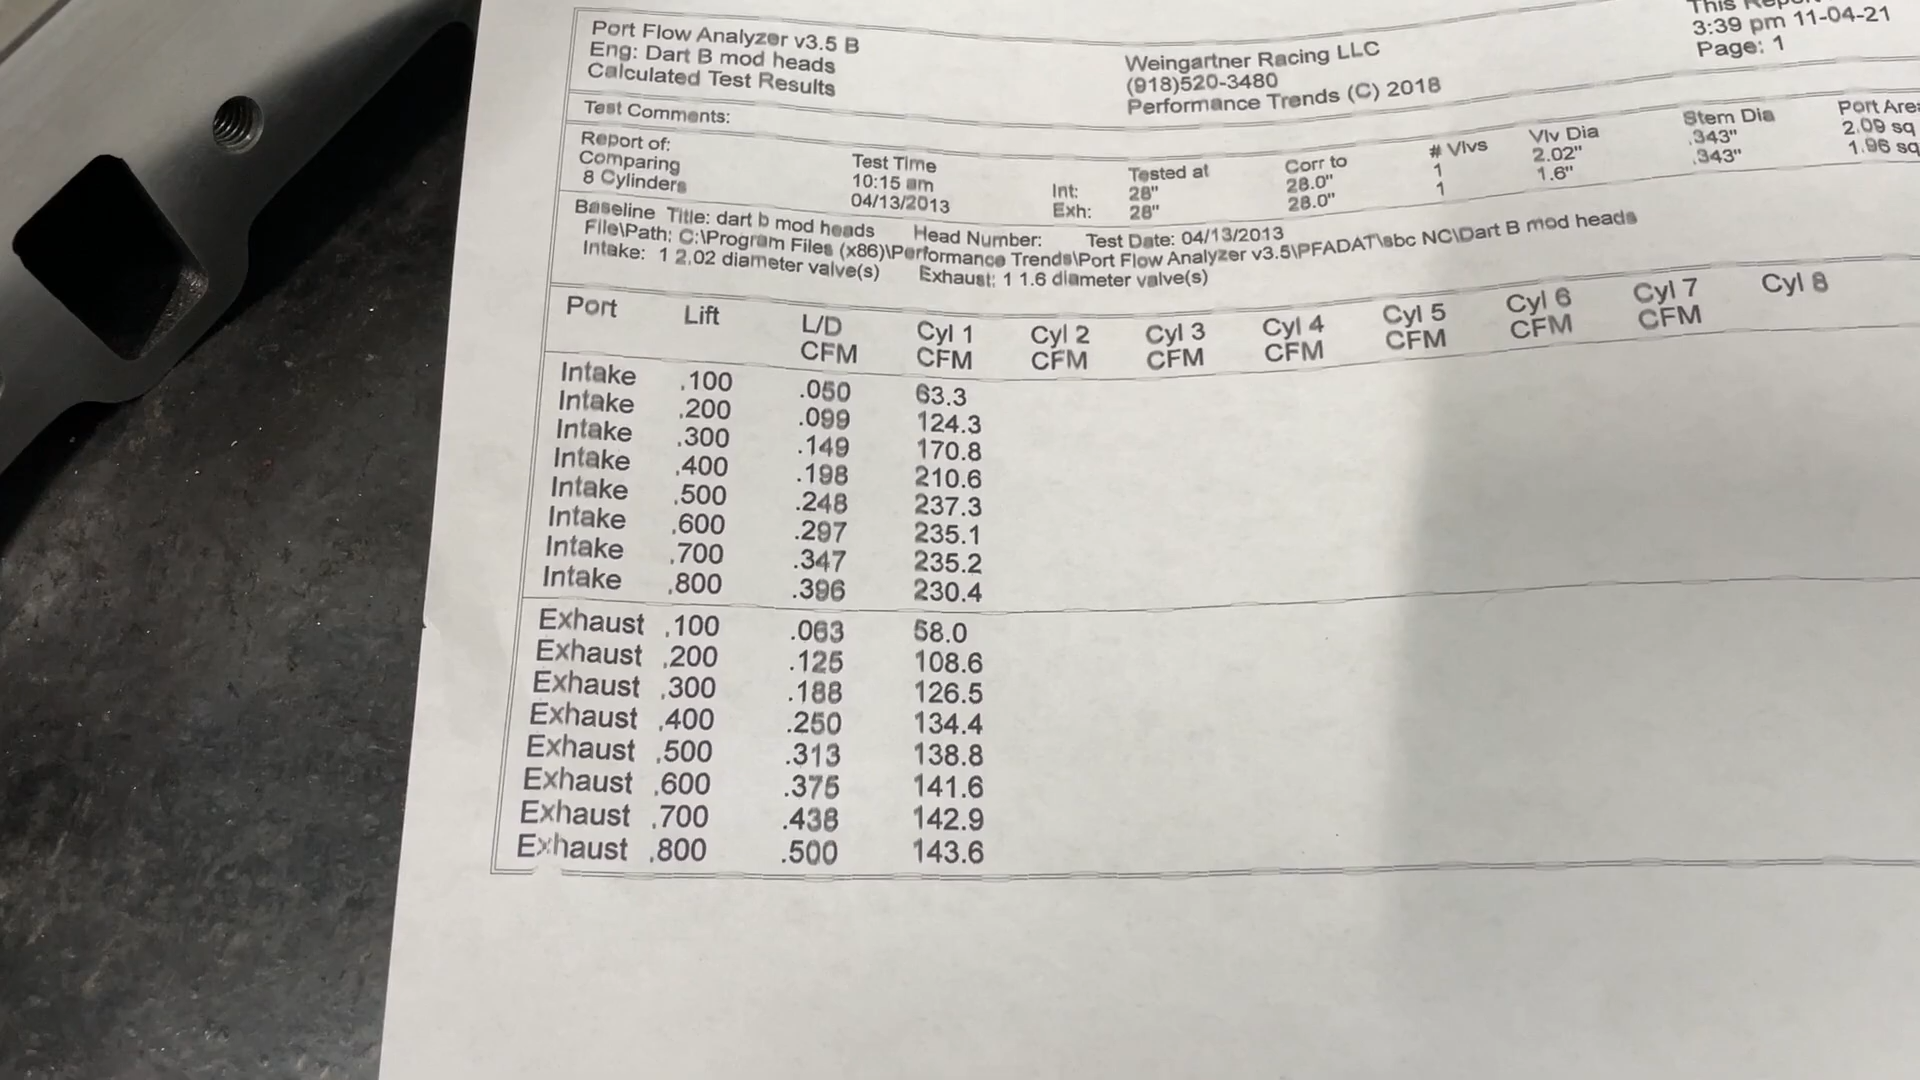 Port Flow Analyzer v3.5 B
Eng: Dart B mod heads
Calculated Test Results
Weingartner Racing LLC
(918)520-3480
Performance Trends (C) 2018
This
3:39 pm 11-04-21
Page: 1
Test Comments:
Report of: Test Time Tested at Corr to # Vlvs Vlv Dia Stem Dia Port
Comparing 10:15 am Int: 28" 28.0" 1 2.02" .343" 2.09 sq
8 Cylinders 04/13/2013 Exh: 28" 28.0" 1 1.6" .343" 1.96 sq
Baseline Title: dart b mod heads Head Number: Test Date: 04/13/2013
File\Path: C:\Program Files (x86)\Performance Trends\Port Flow Analyzer v3.5\PFADAT\sbc NC\Dart B mod heads
Intake: 1 2.02 diameter valve(s) Exhaust: 1 1.6 diameter valve(s)
Port Lift L/D Cyl 1 Cyl 2 Cyl 3 Cyl 4 Cyl 5 Cyl 6 Cyl 7 Cyl 8
CFM CFM CFM CFM CFM CFM CFM CFM
Intake .100 .050 63.3
Intake .200 .099 124.3
Intake .300 .149 170.8
Intake .400 .198 210.6
Intake .500 .248 237.3
Intake .600 .297 235.1
Intake .700 .347 235.2
Intake .800 .396 230.4
Exhaust .100 .063 58.0
Exhaust .200 .125 108.6
Exhaust .300 .188 126.5
Exhaust .400 .250 134.4
Exhaust .500 .313 138.8
Exhaust .600 .375 141.6
Exhaust .700 .438 142.9
Exhaust .800 .500 143.6